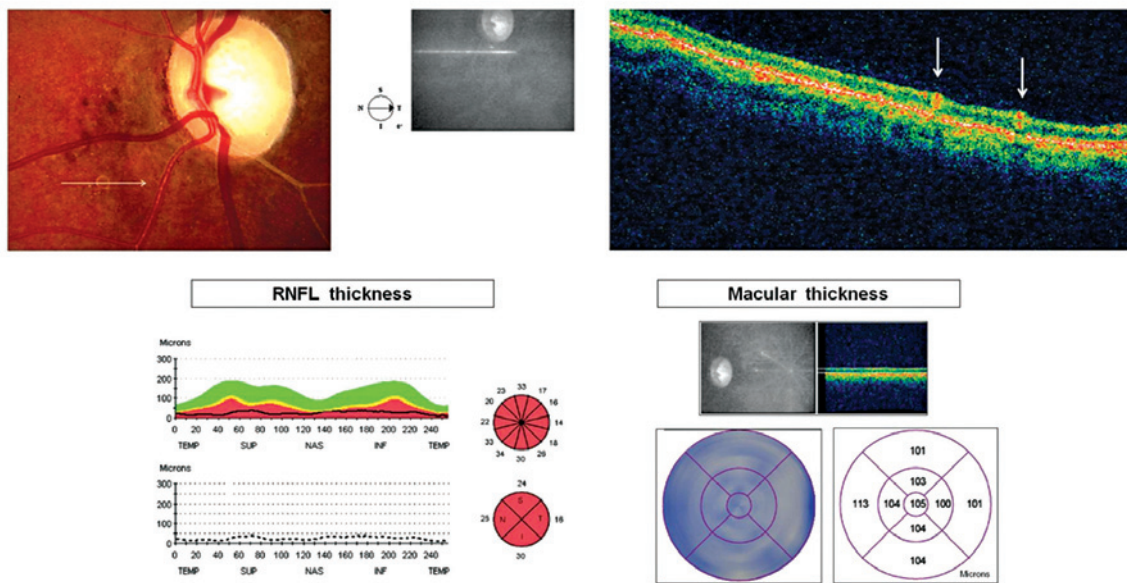 S
N T
I 0°
RNFL thickness
Macular thickness
Microns
300
200
100
0
0 20 40 60 80 100 120 140 160 180 200 220 240
TEMP SUP NAS INF TEMP
33
23 17
20 16
22 14
33 18
34 26
30
Microns
300
200
100
0
0 20 40 60 80 100 120 140 160 180 200 220 240
TEMP SUP NAS INF TEMP
24
S
25 N T 16
I
30
101
103
113 104 105 100 101
104
104
Microns